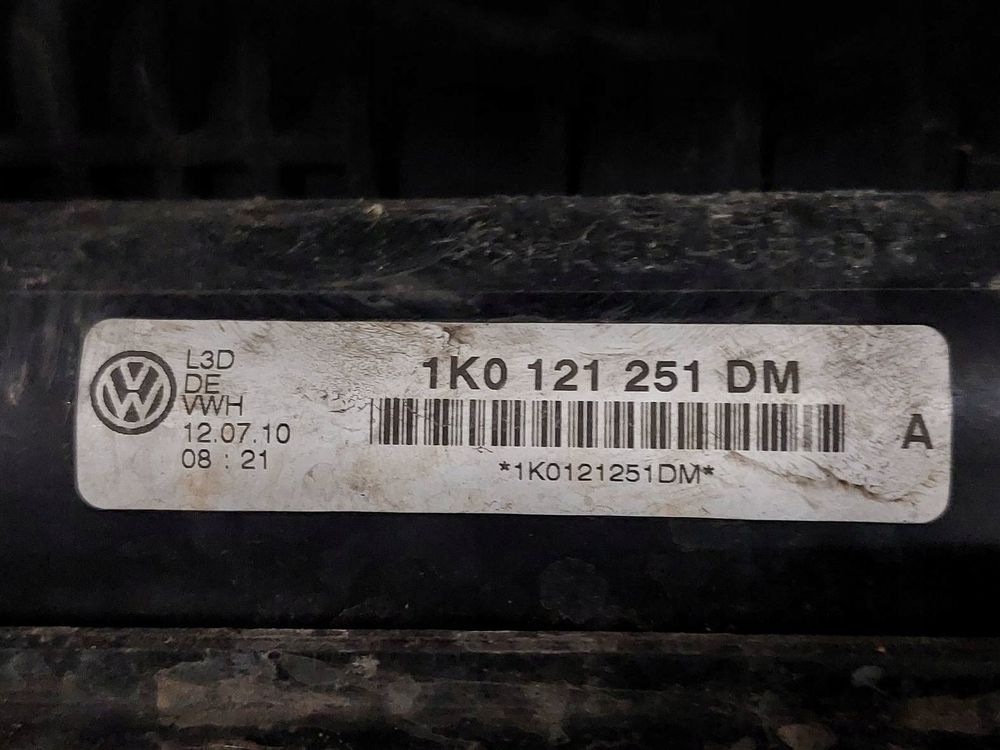 L3D
DE
VWH
12.07.10
08 : 21
1K0 121 251 DM
*1K0121251DM*
A